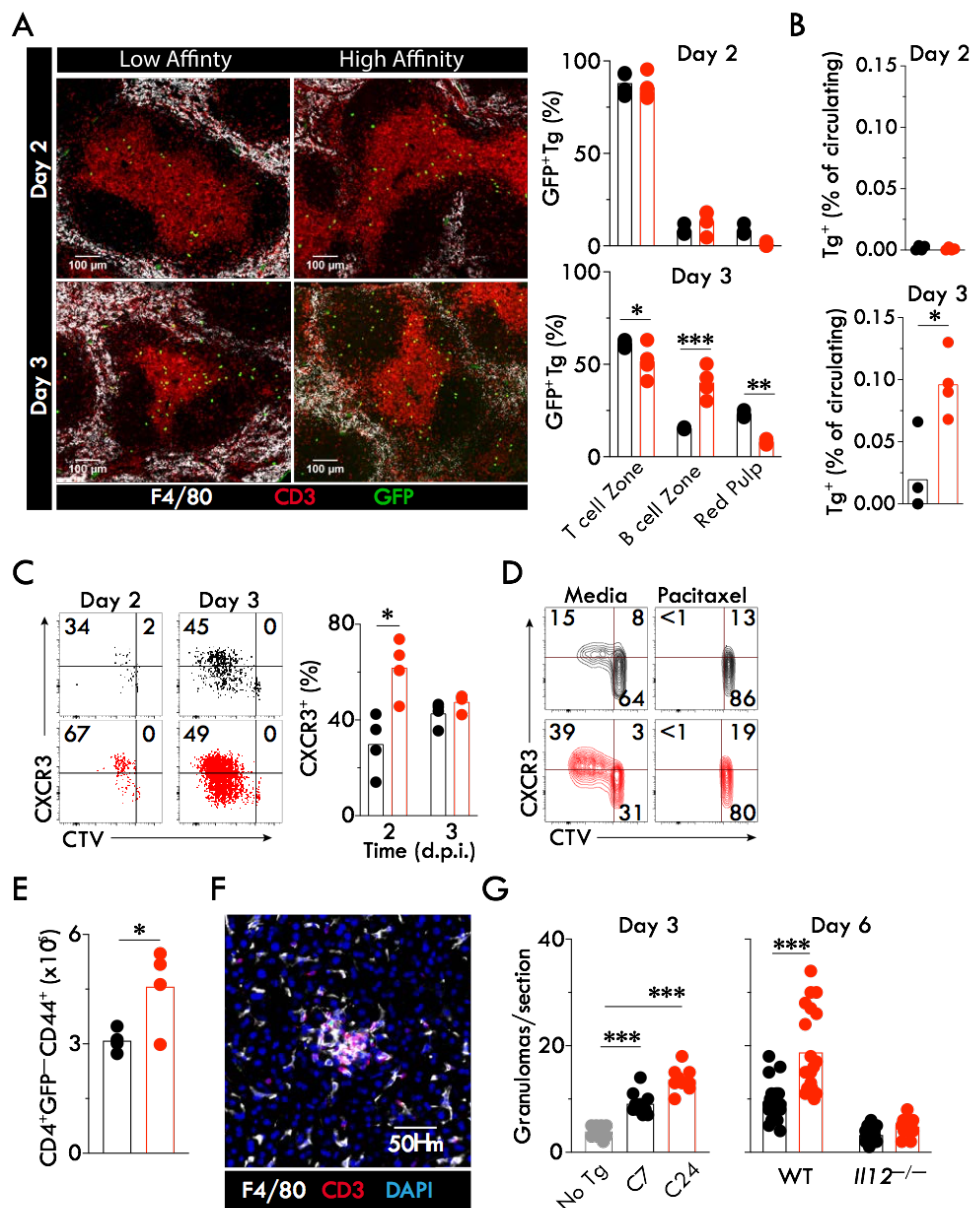 A
Low Affinty
High Affinity
Day 2
100 µm
100 µm
Day 3
100 µm
100 µm
F4/80 CD3 GFP
Day 2
GFP⁺Tg (%)
100
50
0
Day 3
GFP⁺Tg (%)
100
50
0
*
***
**
T cell Zone
B cell Zone
Red Pulp
B
Day 2
Tg⁺ (% of circulating)
0.15
0.10
0.05
0.00
Day 3
Tg⁺ (% of circulating)
0.15
0.10
0.05
0.00
*
C
Day 2
Day 3
34 2
45 0
67 0
49 0
CXCR3
CTV
CXCR3⁺ (%)
80
40
0
*
2 3
Time (d.p.i.)
D
Media
Pacitaxel
15 8
64
<1 13
86
39 3
31
<1 19
80
CXCR3
CTV
E
CD4⁺GFP⁻CD44⁺ (x 10⁶)
6
3
0
*
F
50Hm
F4/80 CD3 DAPI
G
Day 3
Granulomas/section
40
20
0
***
***
No Tg
C7
C24
Day 6
***
WT
Il12⁻/⁻